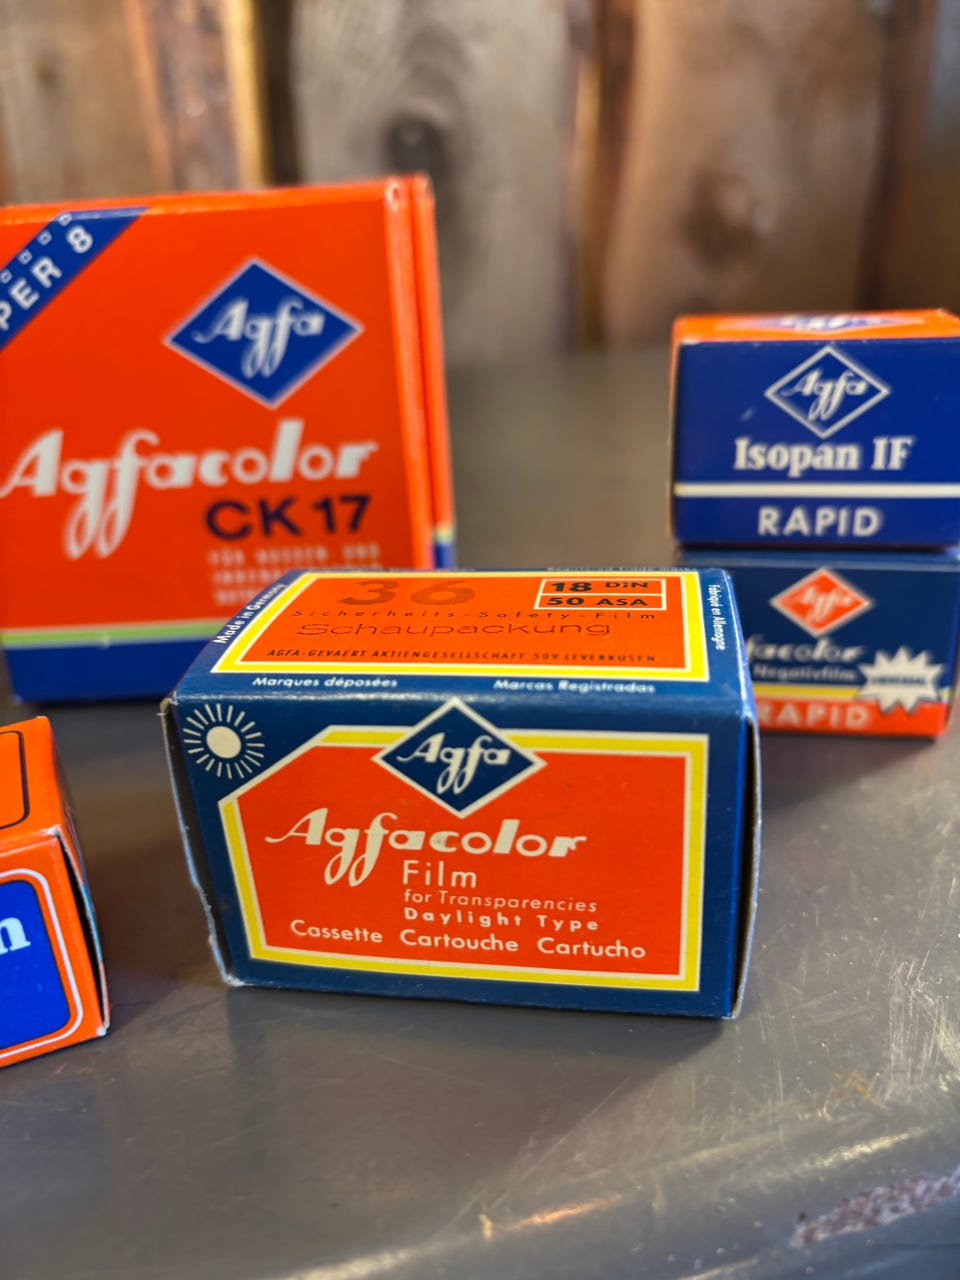 PER 8
Agfa
Agfacolor
CK 17
Agfa
Isopan IF
RAPID
Agfa
facolor
Negativfilm
RAPID
Made in Germany
36
18 DIN
50 ASA
Sicherheits-Safety-Film
Schaupackung
AGFA-GEVAERT AKTIENGESELLSCHAFT 509 LEVERKUSEN
Fabriqué en Allemagne
Marques déposées
Marcas Registradas
Agfa
Agfacolor
Film
for Transparencies
Daylight Type
Cassette Cartouche Cartucho
n